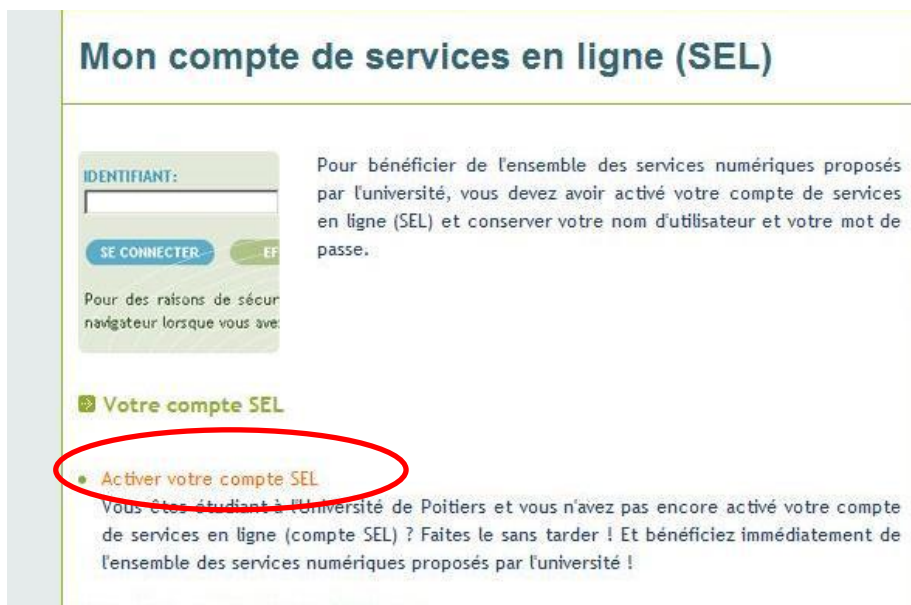 Mon compte de services en ligne (SEL)
IDENTIFIANT:
SE CONNECTER
EF
Pour des raisons de sécur
navigateur lorsque vous ave
Pour bénéficier de l'ensemble des services numériques proposés
par l'université, vous devez avoir activé votre compte de services
en ligne (SEL) et conserver votre nom d'utilisateur et votre mot de
passe.
Votre compte SEL
Activer votre compte SEL
Vous êtes étudiant à l'Université de Poitiers et vous n'avez pas encore activé votre compte
de services en ligne (compte SEL) ? Faites le sans tarder ! Et bénéficiez immédiatement de
l'ensemble des services numériques proposés par l'université !